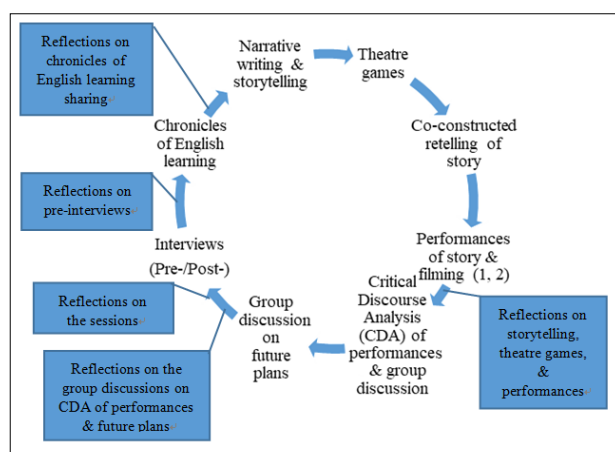 Reflections on
chronicles of
English learning
sharing
Narrative
writing &
storytelling
Theatre
games
Chronicles
of English
learning
Co-constructed
retelling of
story
Reflections on
pre-interviews
Interviews
(Pre-/Post-)
Performances
of story &
filming (1, 2)
Reflections on
the sessions
Group
discussion
on
future
plans
Critical
Discourse
Analysis
(CDA) of
performances
& group
discussion
Reflections on
storytelling,
theatre games,
&
performances
Reflections on the
group discussions on
CDA of performances
& future plans